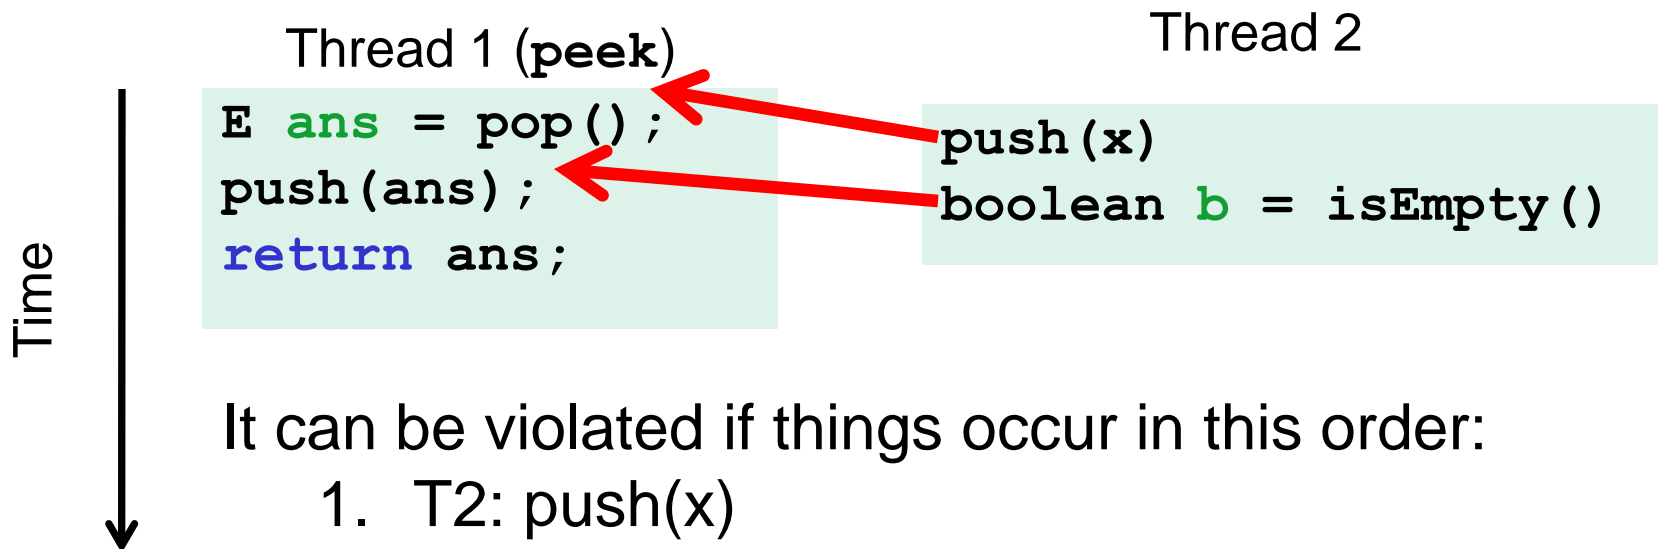 Thread 1 (peek)
Thread 2
E ans = pop();
push(ans);
return ans;
push(x)
boolean b = isEmpty()
Time
It can be violated if things occur in this order:
1. T2: push(x)